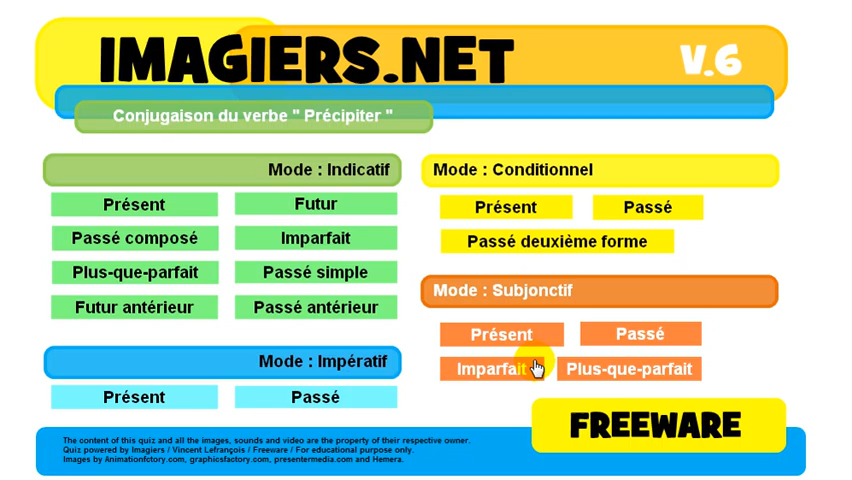 IMAGIERS.NET
V.6
Conjugaison du verbe " Précipiter "
Mode : Indicatif
Présent
Futur
Passé composé
Imparfait
Plus-que-parfait
Passé simple
Futur antérieur
Passé antérieur
Mode : Impératif
Présent
Passé
Mode : Conditionnel
Présent
Passé
Passé deuxième forme
Mode : Subjonctif
Présent
Passé
Imparfait
Plus-que-parfait
FREEWARE
The content of this quiz and all the images, sounds and video are the property of their respective owner.
Quiz powered by Imagiers / Vincent Lefrançois / Freeware / For educational purpose only.
Images by Animationfctory.com, graphicsfactory.com, presentermedia.com and Hemera.